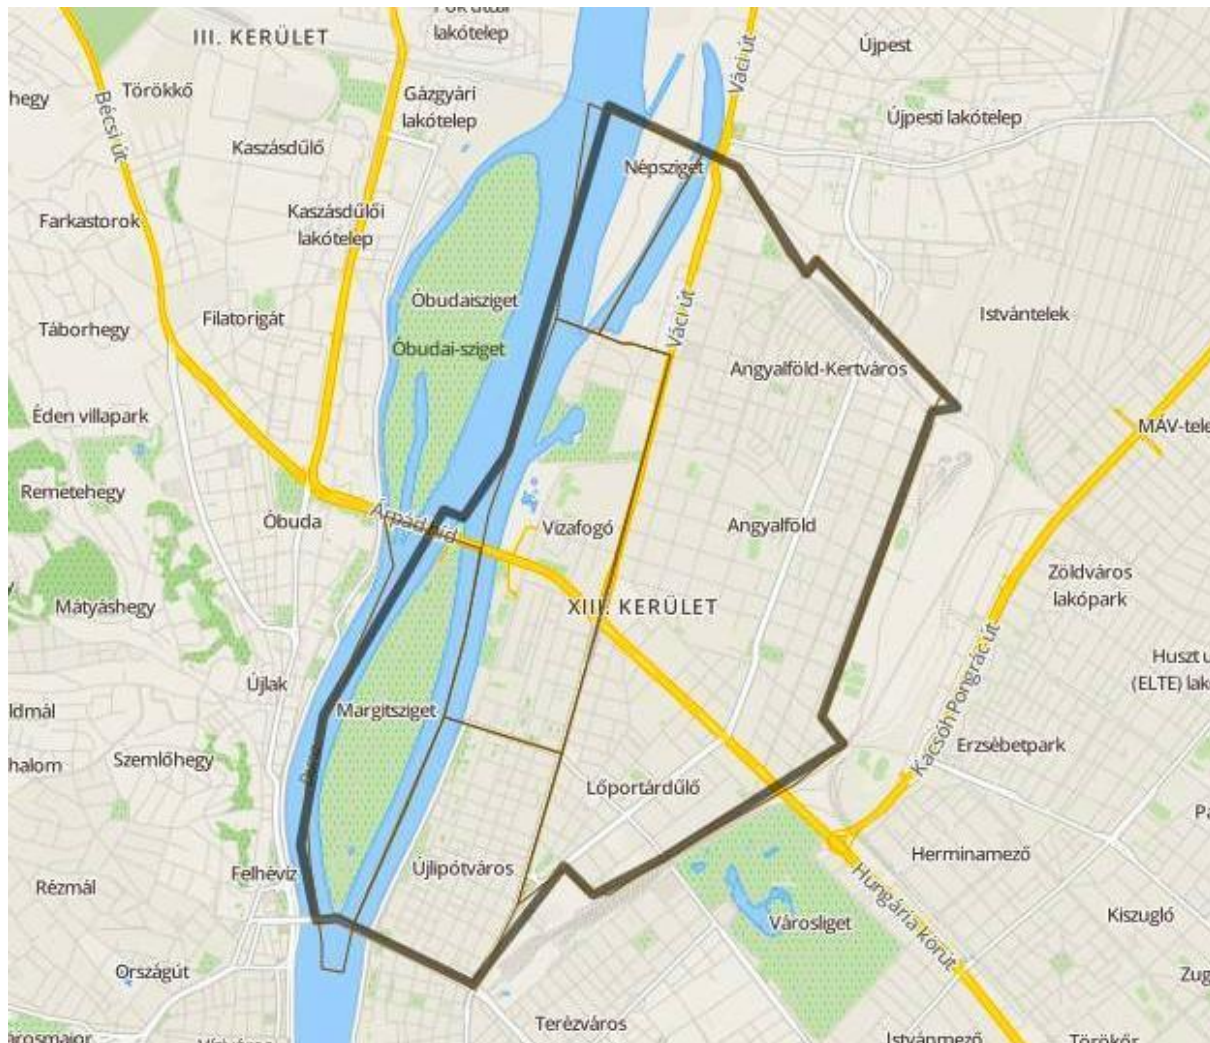 III. KERÜLET
lakótelep
Újpest
Váci út
hegy
Törökkő
Bécsi út
Gázgyári
lakótelep
Újpesti lakótelep
Kaszásdűlő
Népsziget
Farkastorok
Kaszásdűlői
lakótelep
Óbudaisziget
Filatorigát
Táborhegy
Istvántelek
Váci út
Óbudai-sziget
Angyalföld-Kertváros
Éden villapark
MÁV-tele
Remetehegy
Óbuda
Árpád híd
Vizafogó
Angyalföld
Zöldváros
lakópark
Mátyáshegy
XIII. KERÜLET
Kacsóh Pongrác út
Huszt u
(ELTE) lak
Újlak
ldmál
Margitsziget
Duna
Szemlőhegy
halom
Erzsébetpark
Lőportárdűlő
Felhévíz
Rézmál
Újlipótváros
Herminamező
Hungária körút
Városliget
Kiszugló
Országút
Zug
Terézváros
Istvánmező
Törökőr